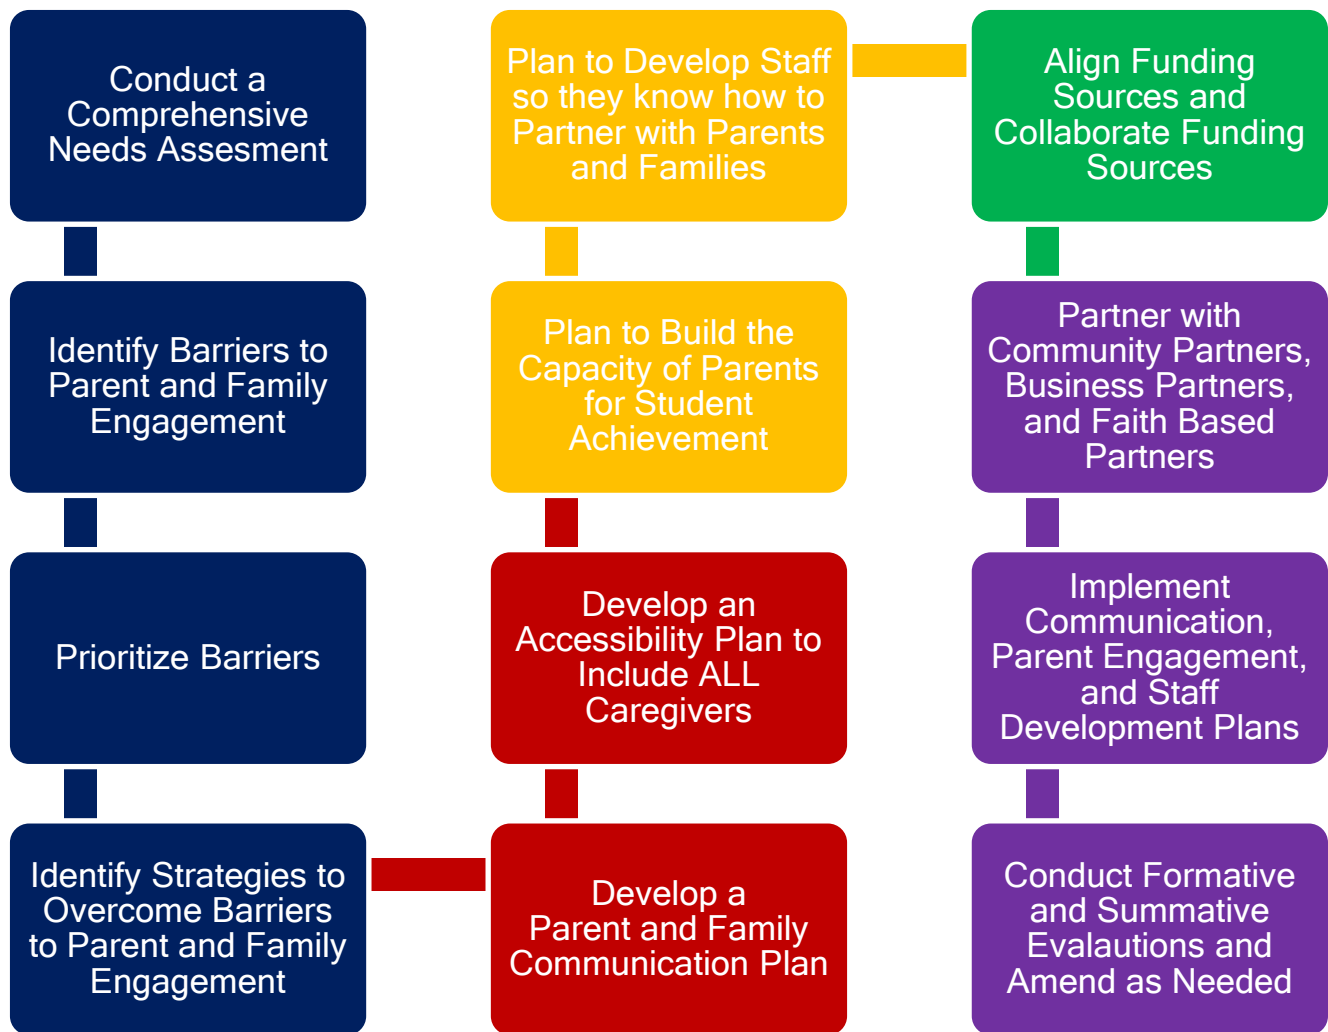 Conduct a
Comprehensive
Needs Assesment
Identify Barriers to
Parent and Family
Engagement
Prioritize Barriers
Identify Strategies to
Overcome Barriers
to Parent and Family
Engagement
Develop a
Parent and Family
Communication Plan
Develop an
Accessibility Plan to
Include ALL
Caregivers
Plan to Build the
Capacity of Parents
for Student
Achievement
Plan to Develop Staff
so they know how to
Partner with Parents
and Families
Align Funding
Sources and
Collaborate Funding
Sources
Partner with
Community Partners,
Business Partners,
and Faith Based
Partners
Implement
Communication,
Parent Engagement,
and Staff
Development Plans
Conduct Formative
and Summative
Evalautions and
Amend as Needed